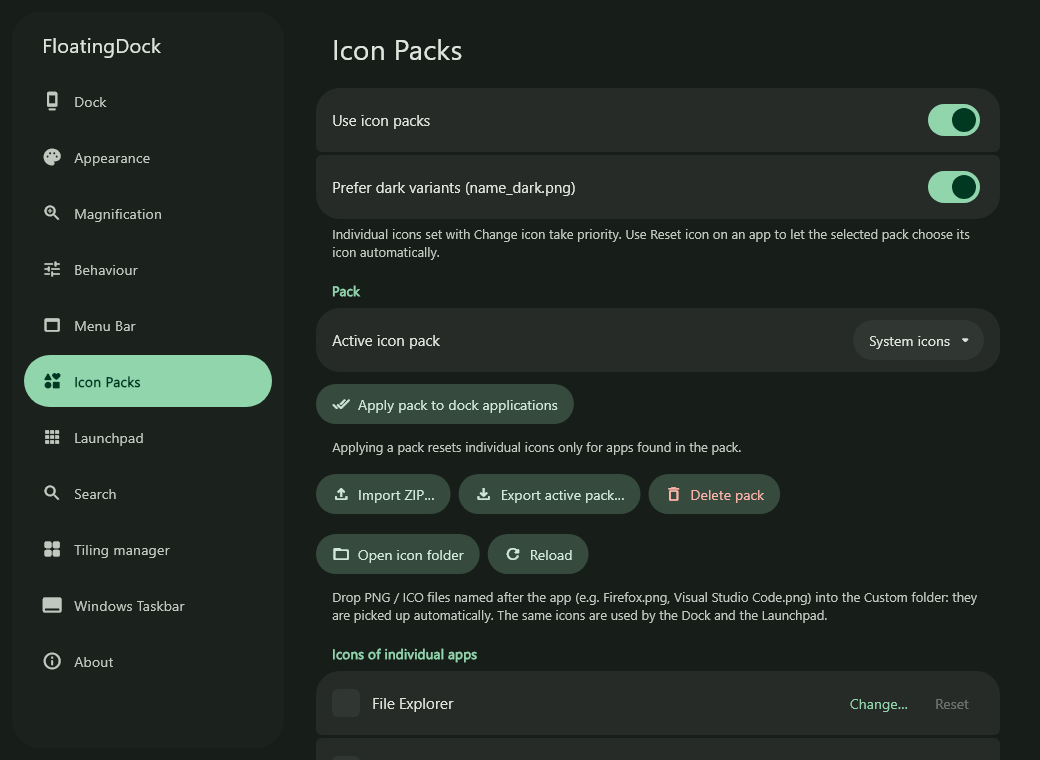 FloatingDock
Dock
Appearance
Magnification
Behaviour
Menu Bar
Icon Packs
Launchpad
Search
Tiling manager
Windows Taskbar
About
Icon Packs
Use icon packs
Prefer dark variants (name_dark.png)
Individual icons set with Change icon take priority. Use Reset icon on an app to let the selected pack choose its
icon automatically.
Pack
Active icon pack
System icons
Apply pack to dock applications
Applying a pack resets individual icons only for apps found in the pack.
Import ZIP...
Export active pack...
Delete pack
Open icon folder
Reload
Drop PNG / ICO files named after the app (e.g. Firefox.png, Visual Studio Code.png) into the Custom folder: they
are picked up automatically. The same icons are used by the Dock and the Launchpad.
Icons of individual apps
File Explorer
Change...
Reset